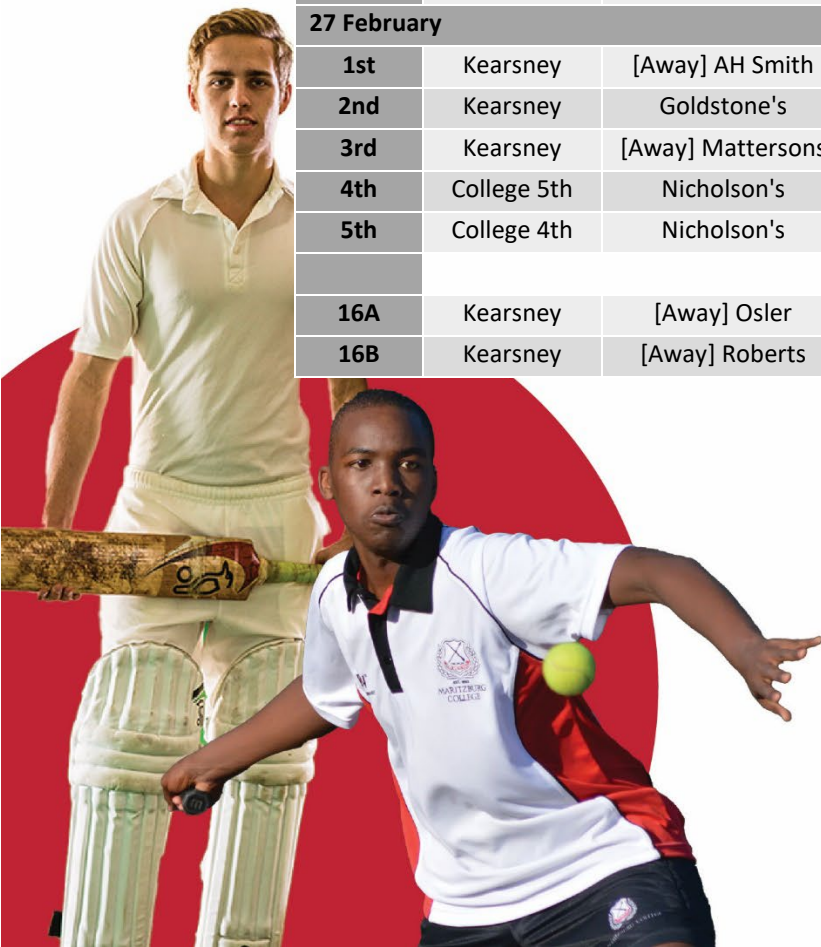 27 February
1st Kearsney [Away] AH Smith
2nd Kearsney Goldstone's
3rd Kearsney [Away] Mattersons
4th College 5th Nicholson's
5th College 4th Nicholson's
16A Kearsney [Away] Osler
16B Kearsney [Away] Roberts
MARITZBURG
COLLEGE